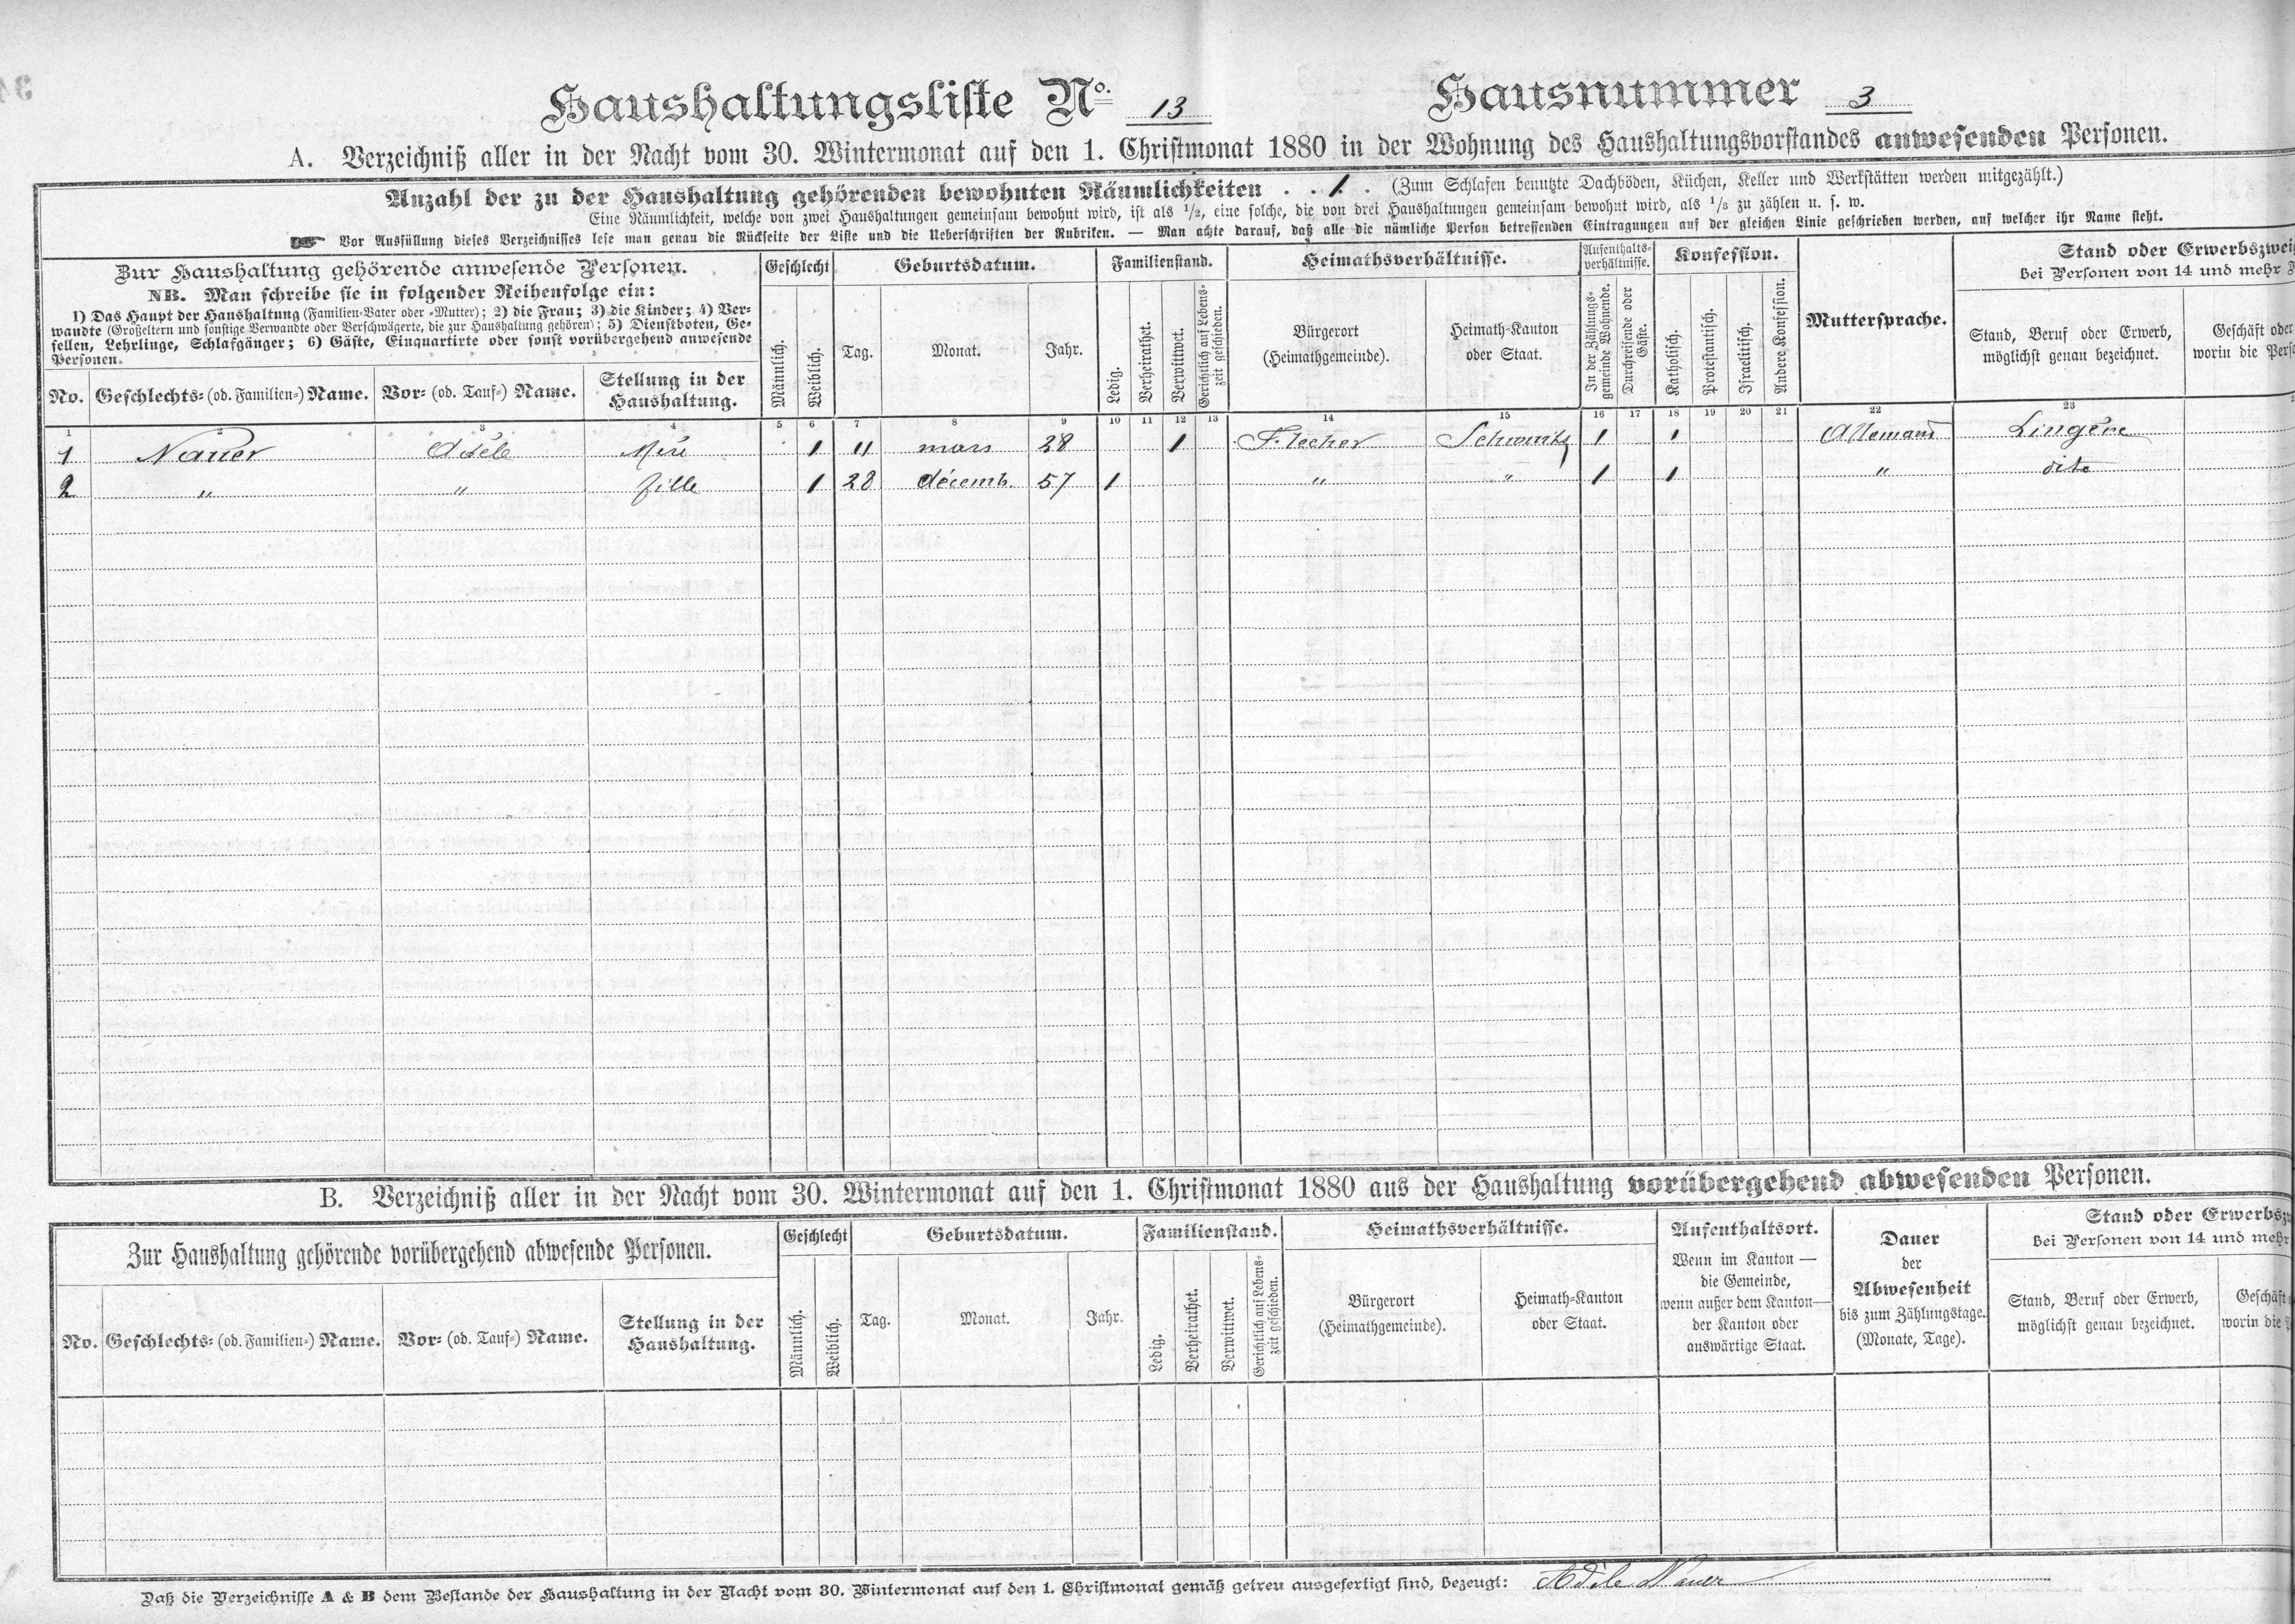 Haushaltungsliste No. 13 Hausnummer 3
A. Verzeichniß aller in der Nacht vom 30. Wintermonat auf den 1. Christmonat 1880 in der Wohnung des Haushaltungsvorstandes anwesenden Personen.
Anzahl der zu der Haushaltung gehörenden bewohnten Räumlichkeiten . . 1 . (Zum Schlafen benutzte Dachböden, Küchen, Keller und Werkstätten werden mitgezählt.)
Eine Räumlichkeit, welche von zwei Haushaltungen gemeinsam bewohnt wird, ist als 1/2, eine solche, die von drei Haushaltungen gemeinsam bewohnt wird, als 1/3 zu zählen u. s. w.
Vor Ausfüllung dieses Verzeichnisses lese man genau die Rückseite der Liste und die Ueberschriften der Rubriken. — Man achte darauf, daß alle die nämliche Person betreffenden Eintragungen auf der gleichen Linie geschrieben werden, auf welcher ihr Name steht.
Zur Haushaltung gehörende anwesende Personen.
NB. Man schreibe sie in folgender Reihenfolge ein:
1) Das Haupt der Haushaltung (Familien-Vater oder -Mutter); 2) die Frau; 3) die Kinder; 4) Ver-
wandte (Großeltern und sonstige Verwandte oder Verschwägerte, die zur Haushaltung gehören); 5) Dienstboten, Ge-
sellen, Lehrlinge, Schlafgänger; 6) Gäste, Einquartirte oder sonst vorübergehend anwesende
Personen.
No. Geschlechts- (od. Familien-) Name. Vor- (od. Tauf-) Name. Stellung in der
Haushaltung.
Geschlecht
Männlich. Weiblich.
Geburtsdatum.
Tag. Monat. Jahr.
Familienstand.
Ledig. Verheirathet. Verwittwet. Gerichtlich auf Lebens-
zeit geschieden.
Heimathsverhältnisse.
Bürgerort
(Heimathgemeinde).
Heimath-Kanton
oder Staat.
Aufenthalts-
verhältnisse.
In der Zählungs-
gemeinde Wohnende.
Durchreisende oder
Gäste.
Konfession.
Katholisch. Protestantisch. Israelitisch. Andere Konfession.
Muttersprache.
Stand oder Erwerbszwei
bei Personen von 14 und mehr
Stand, Beruf oder Erwerb,
möglichst genau bezeichnet.
Geschäft oder
worin die Pers
1 2 3 4 5 6 7 8 9 10 11 12 13 14 15 16 17 18 19 20 21 22 23
1 Nauer Adèle Mère 1 11 mars 28 1 Schwitz 1 1 Allemand Lingère
2 " " fille 1 28 décemb. 57 1 " " 1 1 " dite
B. Verzeichniß aller in der Nacht vom 30. Wintermonat auf den 1. Christmonat 1880 aus der Haushaltung vorübergehend abwesenden Personen.
Zur Haushaltung gehörende vorübergehend abwesende Personen.
No. Geschlechts- (od. Familien-) Name. Vor- (od. Tauf-) Name. Stellung in der
Haushaltung.
Geschlecht
Männlich. Weiblich.
Geburtsdatum.
Tag. Monat. Jahr.
Familienstand.
Ledig. Verheirathet. Verwittwet. Gerichtlich auf Lebens-
zeit geschieden.
Heimathsverhältnisse.
Bürgerort
(Heimathgemeinde).
Heimath-Kanton
oder Staat.
Aufenthaltsort.
Wenn im Kanton —
die Gemeinde,
wenn außer dem Kanton—
der Kanton oder
auswärtige Staat.
Dauer
der
Abwesenheit
bis zum Zählungstage.
(Monate, Tage).
Stand oder Erwerbsz
bei Personen von 14 und mehr
Stand, Beruf oder Erwerb,
möglichst genau bezeichnet.
Geschäft
worin die
Daß die Verzeichnisse A & B dem Bestande der Haushaltung in der Nacht vom 30. Wintermonat auf den 1. Christmonat gemäß getreu ausgefertigt sind, bezeugt: Adèle Nauer